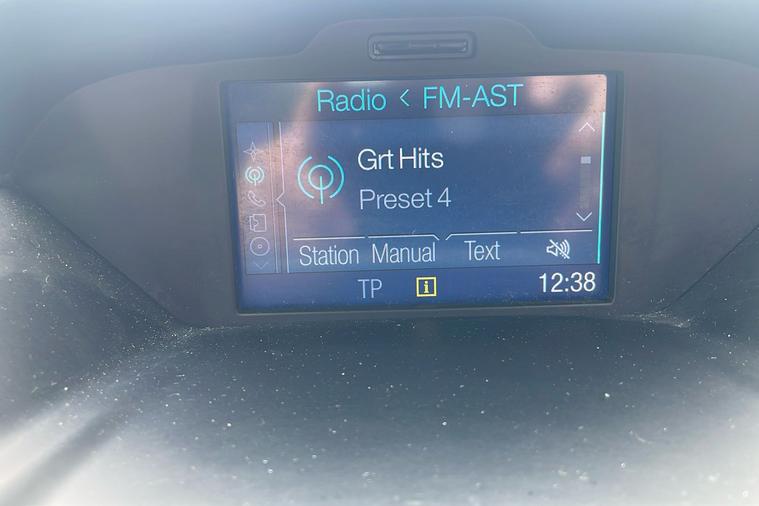 Radio < FM-AST
Grt Hits
Preset 4
Station Manual Text
TP i 12:38